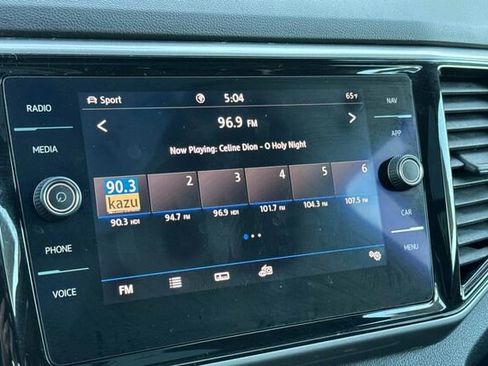 RADIO
MEDIA
PHONE
VOICE
Sport 5:04 65°F
96.9 FM
Now Playing: Celine Dion - O Holy Night
90.3 2 3 4 5 6
kazu
90.3 HD1 94.7 FM 96.9 HD1 101.7 FM 104.3 FM 107.5 FM
FM
NAV
APP
CAR
MENU